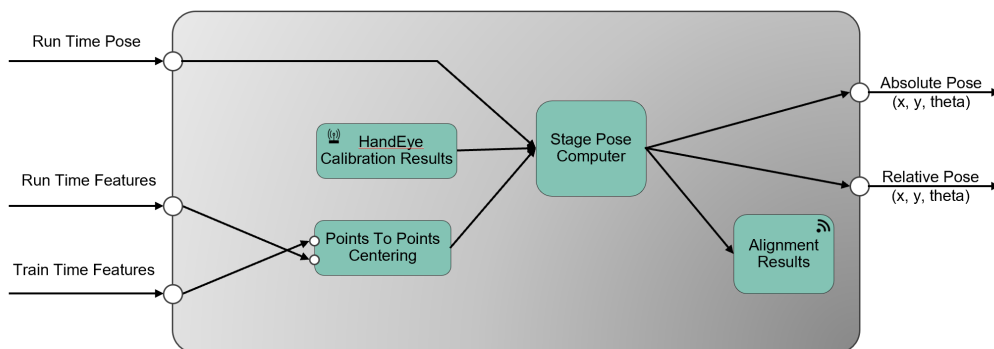 Run Time Pose
Run Time Features
Train Time Features
HandEye
Calibration Results
Points To Points
Centering
Stage Pose
Computer
Alignment
Results
Absolute Pose
(x, y, theta)
Relative Pose
(x, y, theta)